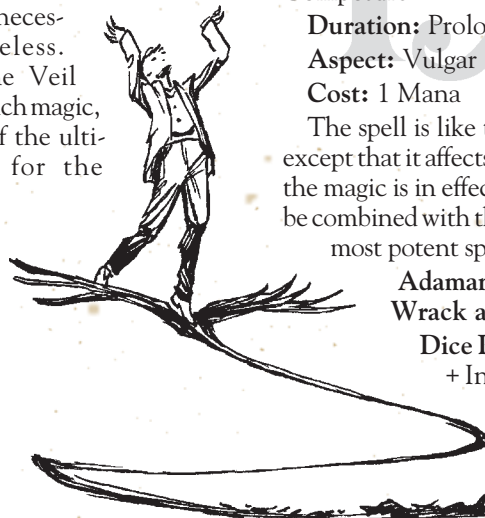 neces-
eless.
e Veil
ch magic,
f the ulti-
for the
Duration: Prolo
Aspect: Vulgar
Cost: 1 Mana
The spell is like
except that it affects
the magic is in effec
be combined with th
most potent sp
Adamar
Wrack a
Dice
+ In